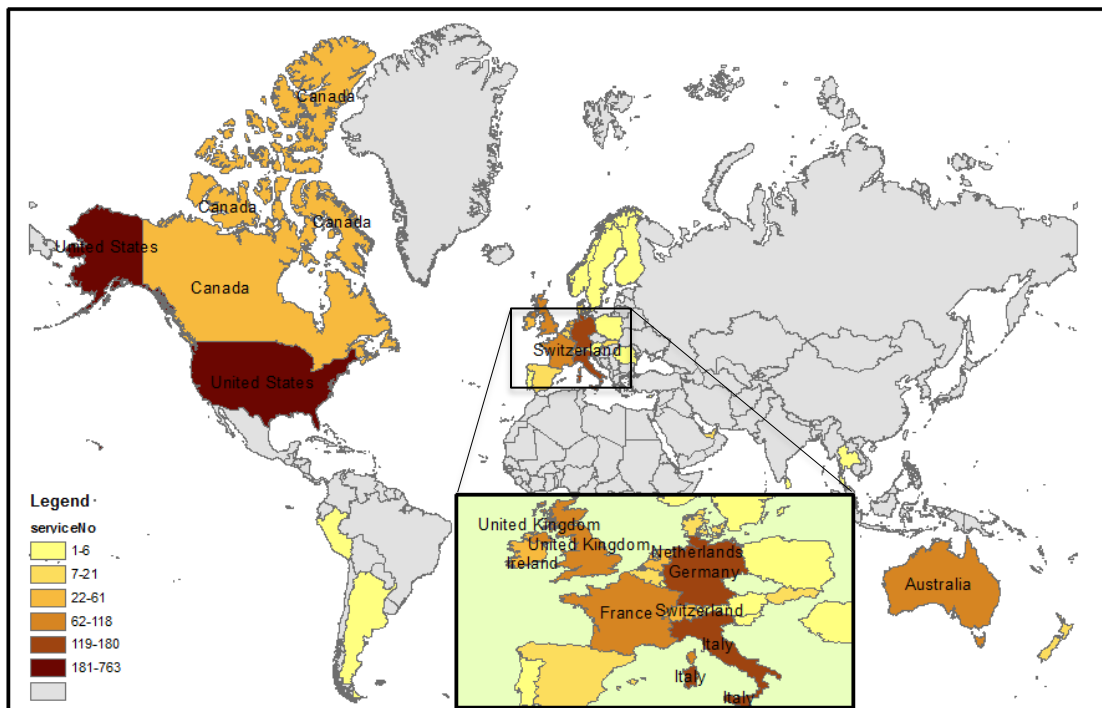 Canada
Canada
Canada
United States
Canada
Switzerland
United States
Legend
serviceNo
1-6
7-21
22-61
62-118
119-180
181-763
United Kingdom
United Kingdom
Netherlands
Ireland
Germany
France
Switzerland
Italy
Italy
Italy
Australia